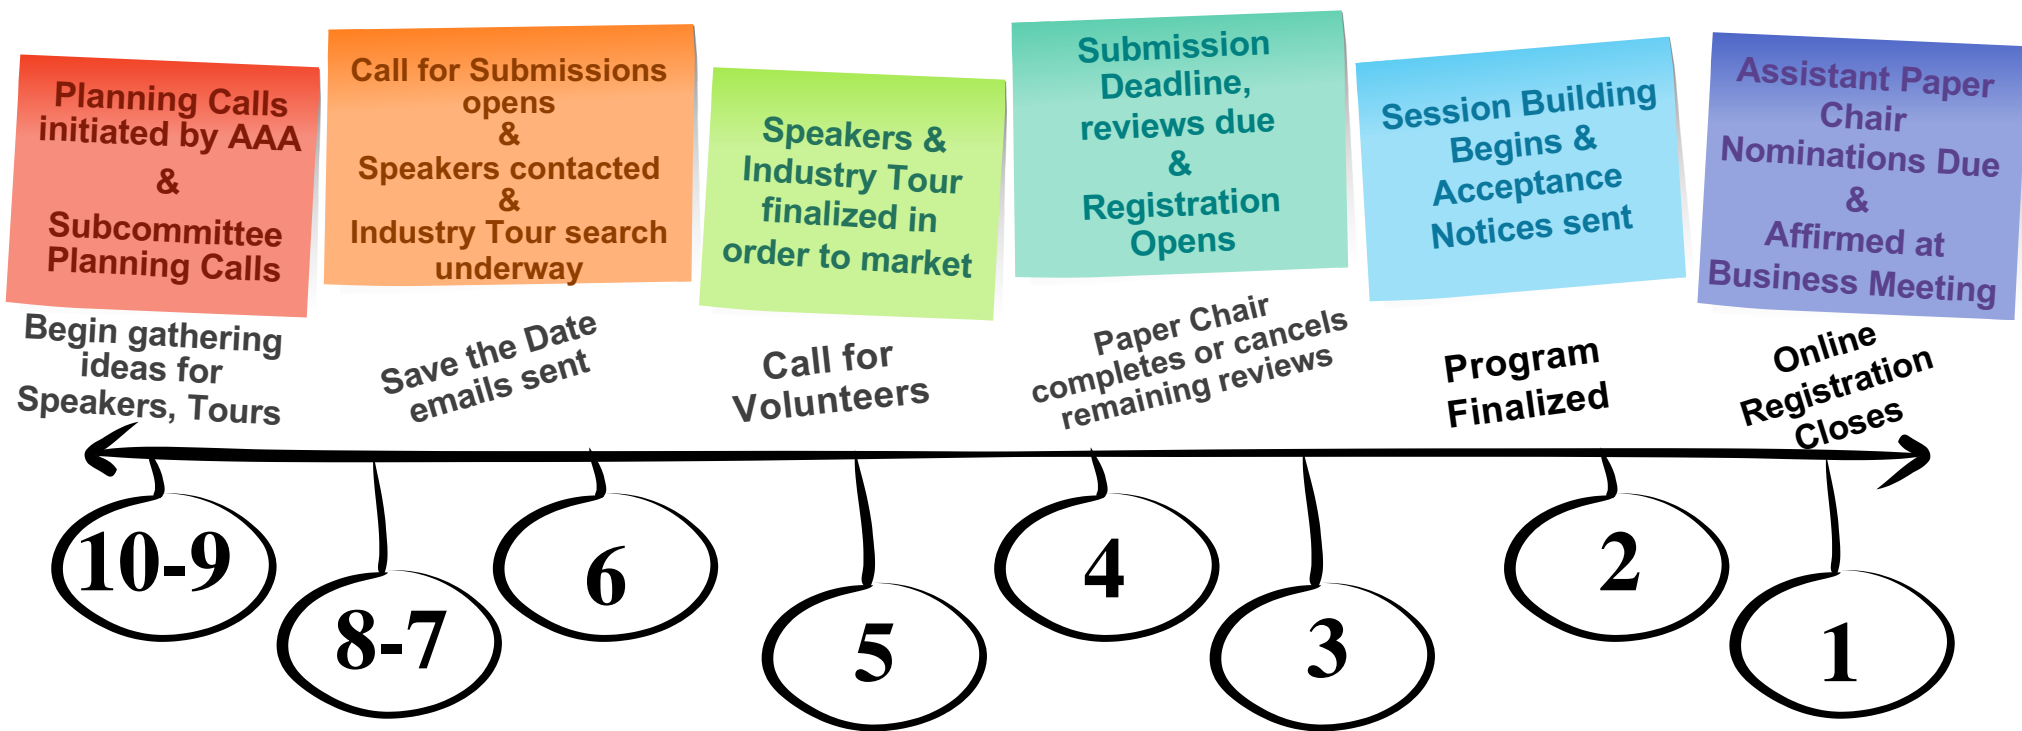 Planning Calls
initiated by AAA
&
Subcommittee
Planning Calls
Call for Submissions
opens
&
Speakers contacted
&
Industry Tour search
underway
Speakers &
Industry Tour
finalized in
order to market
Submission
Deadline,
reviews due
&
Registration
Opens
Session Building
Begins &
Acceptance
Notices sent
Assistant Paper
Chair
Nominations Due
&
Affirmed at
Business Meeting
Begin gathering
ideas for
Speakers, Tours
Save the Date
emails sent
Call for
Volunteers
Paper Chair
completes or cancels
remaining reviews
Program
Finalized
Online
Registration
Closes
10-9
8-7
6
5
4
3
2
1